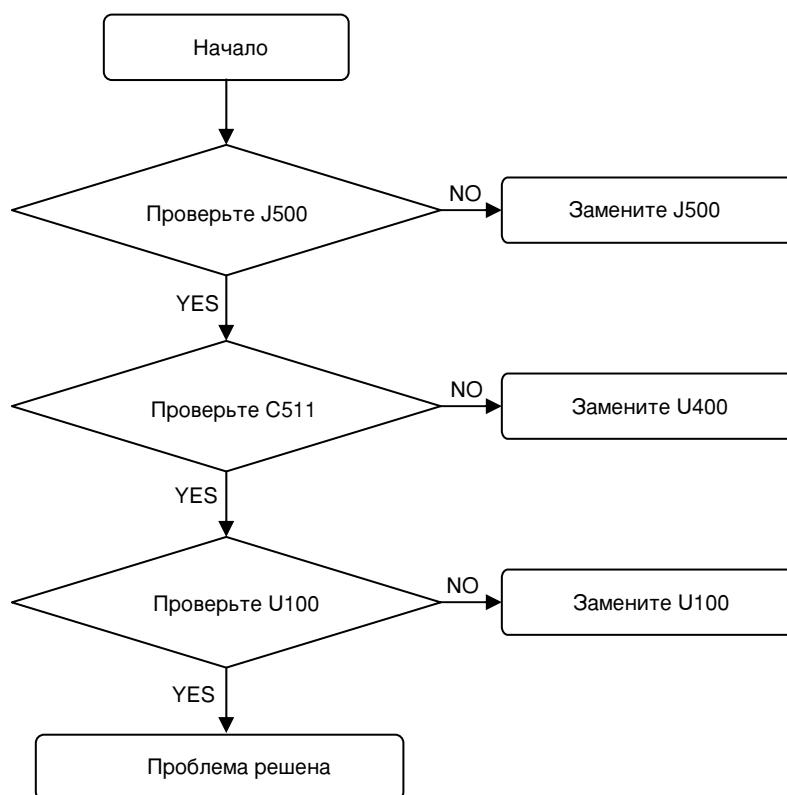 Начало
Проверьте J500
NO
Замените J500
YES
Проверьте C511
NO
Замените U400
YES
Проверьте U100
NO
Замените U100
YES
Проблема решена